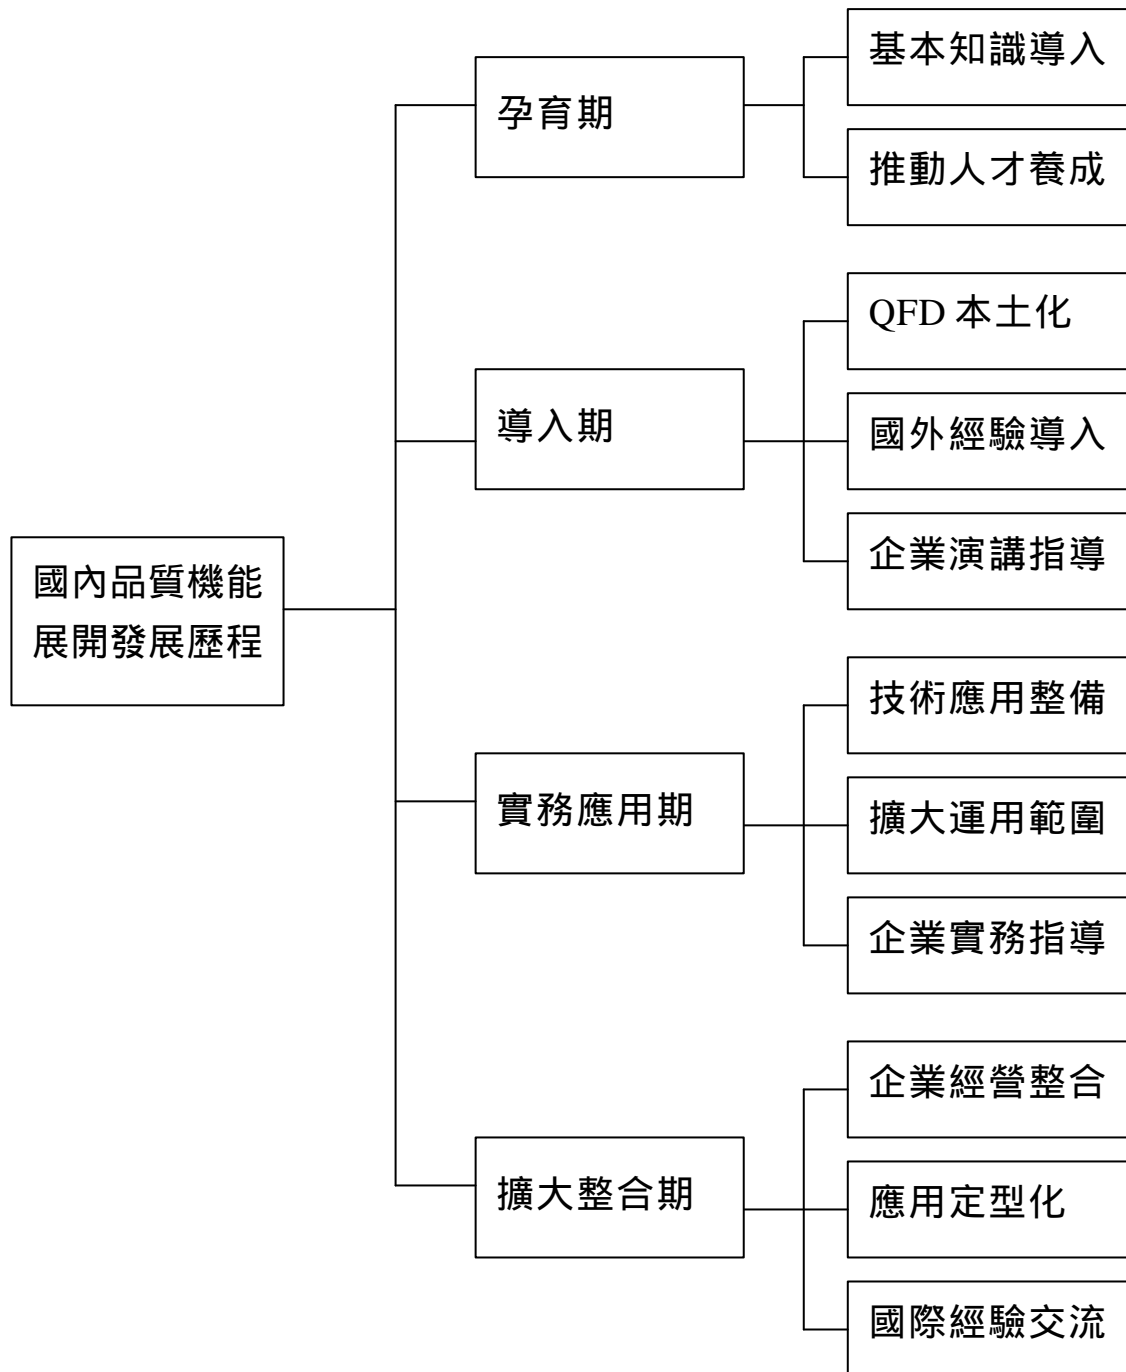 國內品質機能
展開發展歷程
孕育期
基本知識導入
推動人才養成
導入期
QFD 本土化
國外經驗導入
企業演講指導
實務應用期
技術應用整備
擴大運用範圍
企業實務指導
擴大整合期
企業經營整合
應用定型化
國際經驗交流